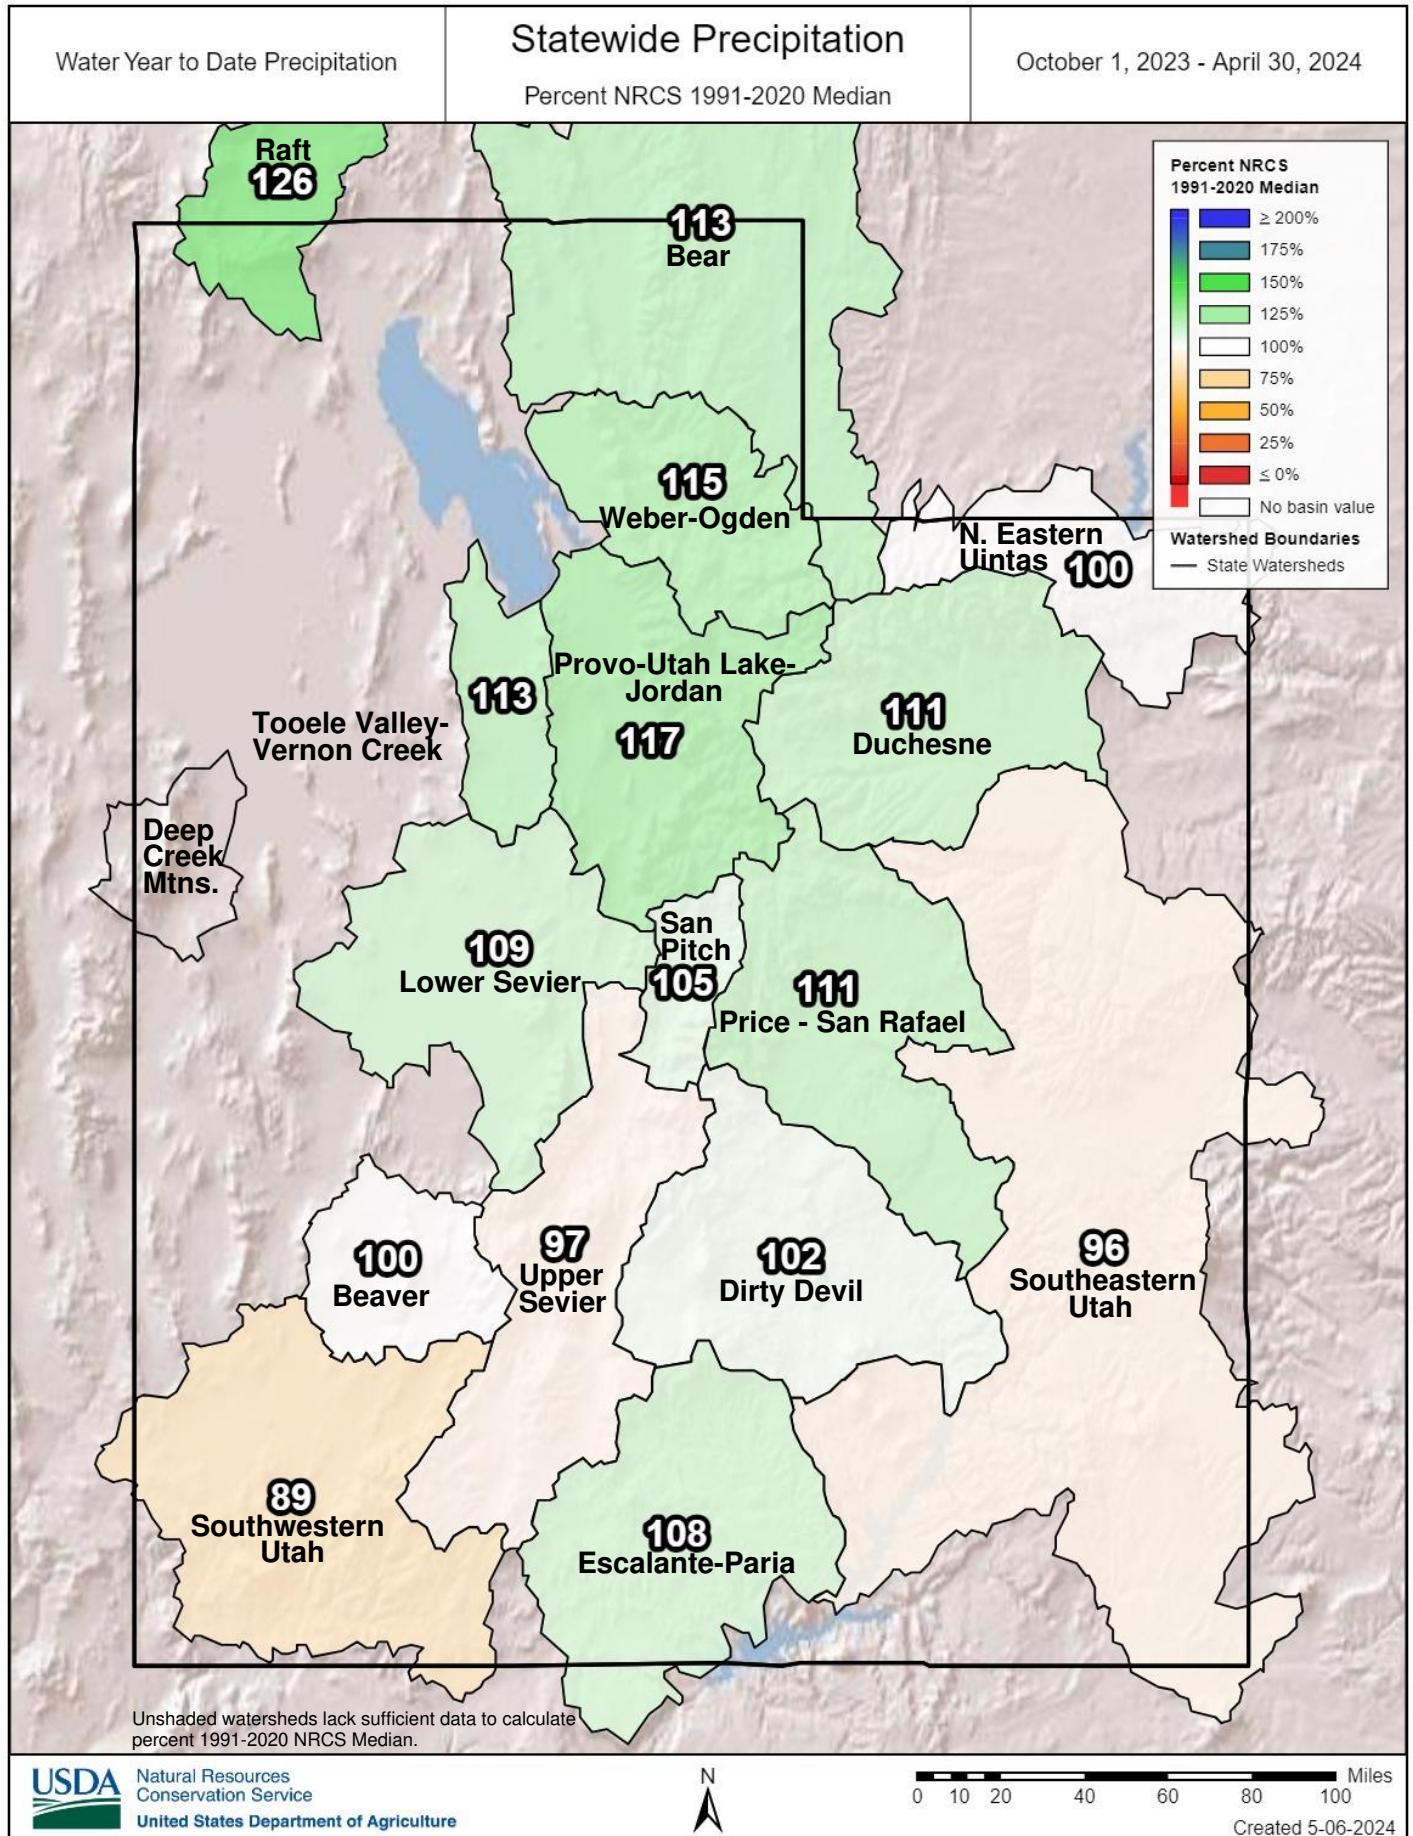 Water Year to Date Precipitation
Statewide Precipitation
Percent NRCS 1991-2020 Median
October 1, 2023 - April 30, 2024
Percent NRCS
1991-2020 Median
≥ 200%
175%
150%
125%
100%
75%
50%
25%
≤ 0%
No basin value
Watershed Boundaries
State Watersheds
Raft
126
113
Bear
115
Weber-Ogden
N. Eastern
Uintas
100
Provo-Utah Lake-
Jordan
117
113
Tooele Valley-
Vernon Creek
111
Duchesne
Deep
Creek
Mtns.
109
Lower Sevier
San
Pitch
105
111
Price - San Rafael
100
Beaver
97
Upper
Sevier
102
Dirty Devil
96
Southeastern
Utah
89
Southwestern
Utah
108
Escalante-Paria
Unshaded watersheds lack sufficient data to calculate
percent 1991-2020 NRCS Median.
USDA
Natural Resources
Conservation Service
United States Department of Agriculture
N
Miles
0 10 20 40 60 80 100
Created 5-06-2024